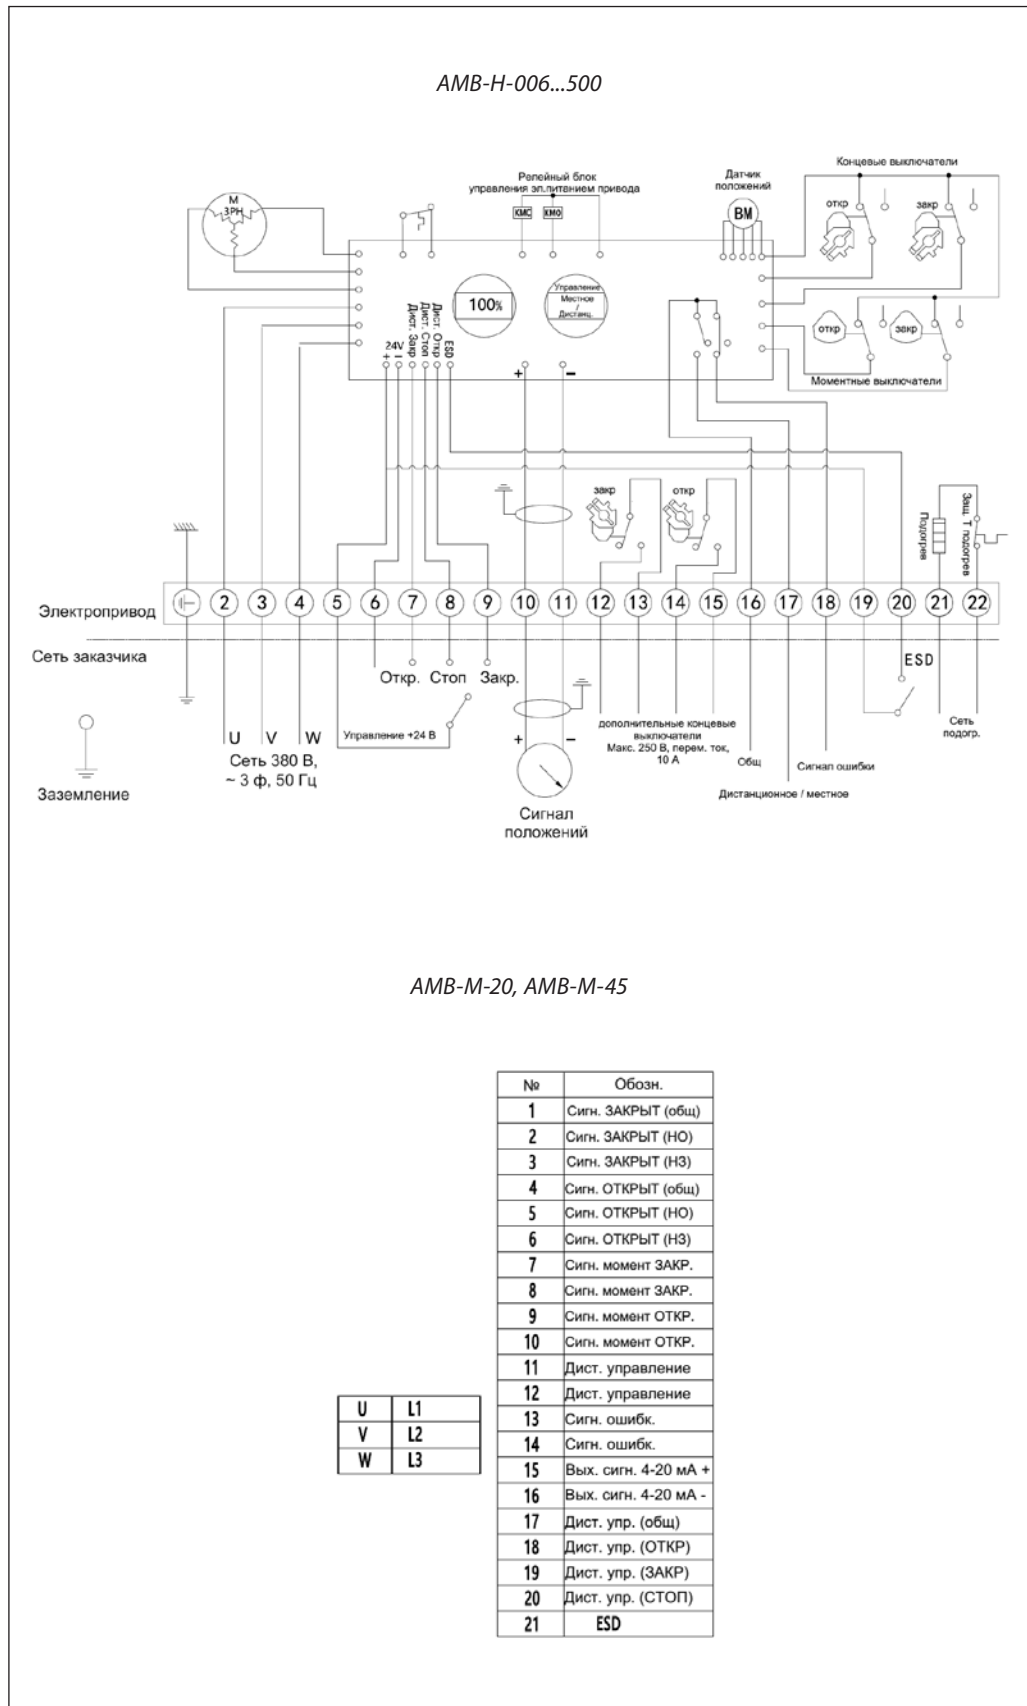 AMB-H-006...500
Концевые выключатели
Релейный блок
управления эл.питанием привода
Датчик
положений
М
3PH
КМС
КМО
BM
откр
закр
100%
Управление
Местное
/
Дистанц.
откр
закр
24V
+
−
Дист. Закр
Дист. Стоп
Дист. Откр
ESD
+
−
Моментные выключатели
закр
откр
Подогрев
Защ. Т подогрев
Электропривод
2
3
4
5
6
7
8
9
10
11
12
13
14
15
16
17
18
19
20
21
22
Сеть заказчика
Откр.
Стоп
Закр.
ESD
Управление +24 В
U
V
W
Сеть 380 В,
~ 3 ф, 50 Гц
Заземление
+
−
Сигнал
положений
дополнительные концевые
выключатели
Макс. 250 В, перем. ток,
10 А
Общ
Дистанционное / местное
Сигнал ошибки
Сеть
подогр.
AMB-M-20, AMB-M-45
№ Обозн.
1 Сигн. ЗАКРЫТ (общ)
2 Сигн. ЗАКРЫТ (НО)
3 Сигн. ЗАКРЫТ (НЗ)
4 Сигн. ОТКРЫТ (общ)
5 Сигн. ОТКРЫТ (НО)
6 Сигн. ОТКРЫТ (НЗ)
7 Сигн. момент ЗАКР.
8 Сигн. момент ЗАКР.
9 Сигн. момент ОТКР.
10 Сигн. момент ОТКР.
11 Дист. управление
12 Дист. управление
13 Сигн. ошибк.
14 Сигн. ошибк.
15 Вых. сигн. 4-20 мА +
16 Вых. сигн. 4-20 мА -
17 Дист. упр. (общ)
18 Дист. упр. (ОТКР)
19 Дист. упр. (ЗАКР)
20 Дист. упр. (СТОП)
21 ESD
U L1
V L2
W L3